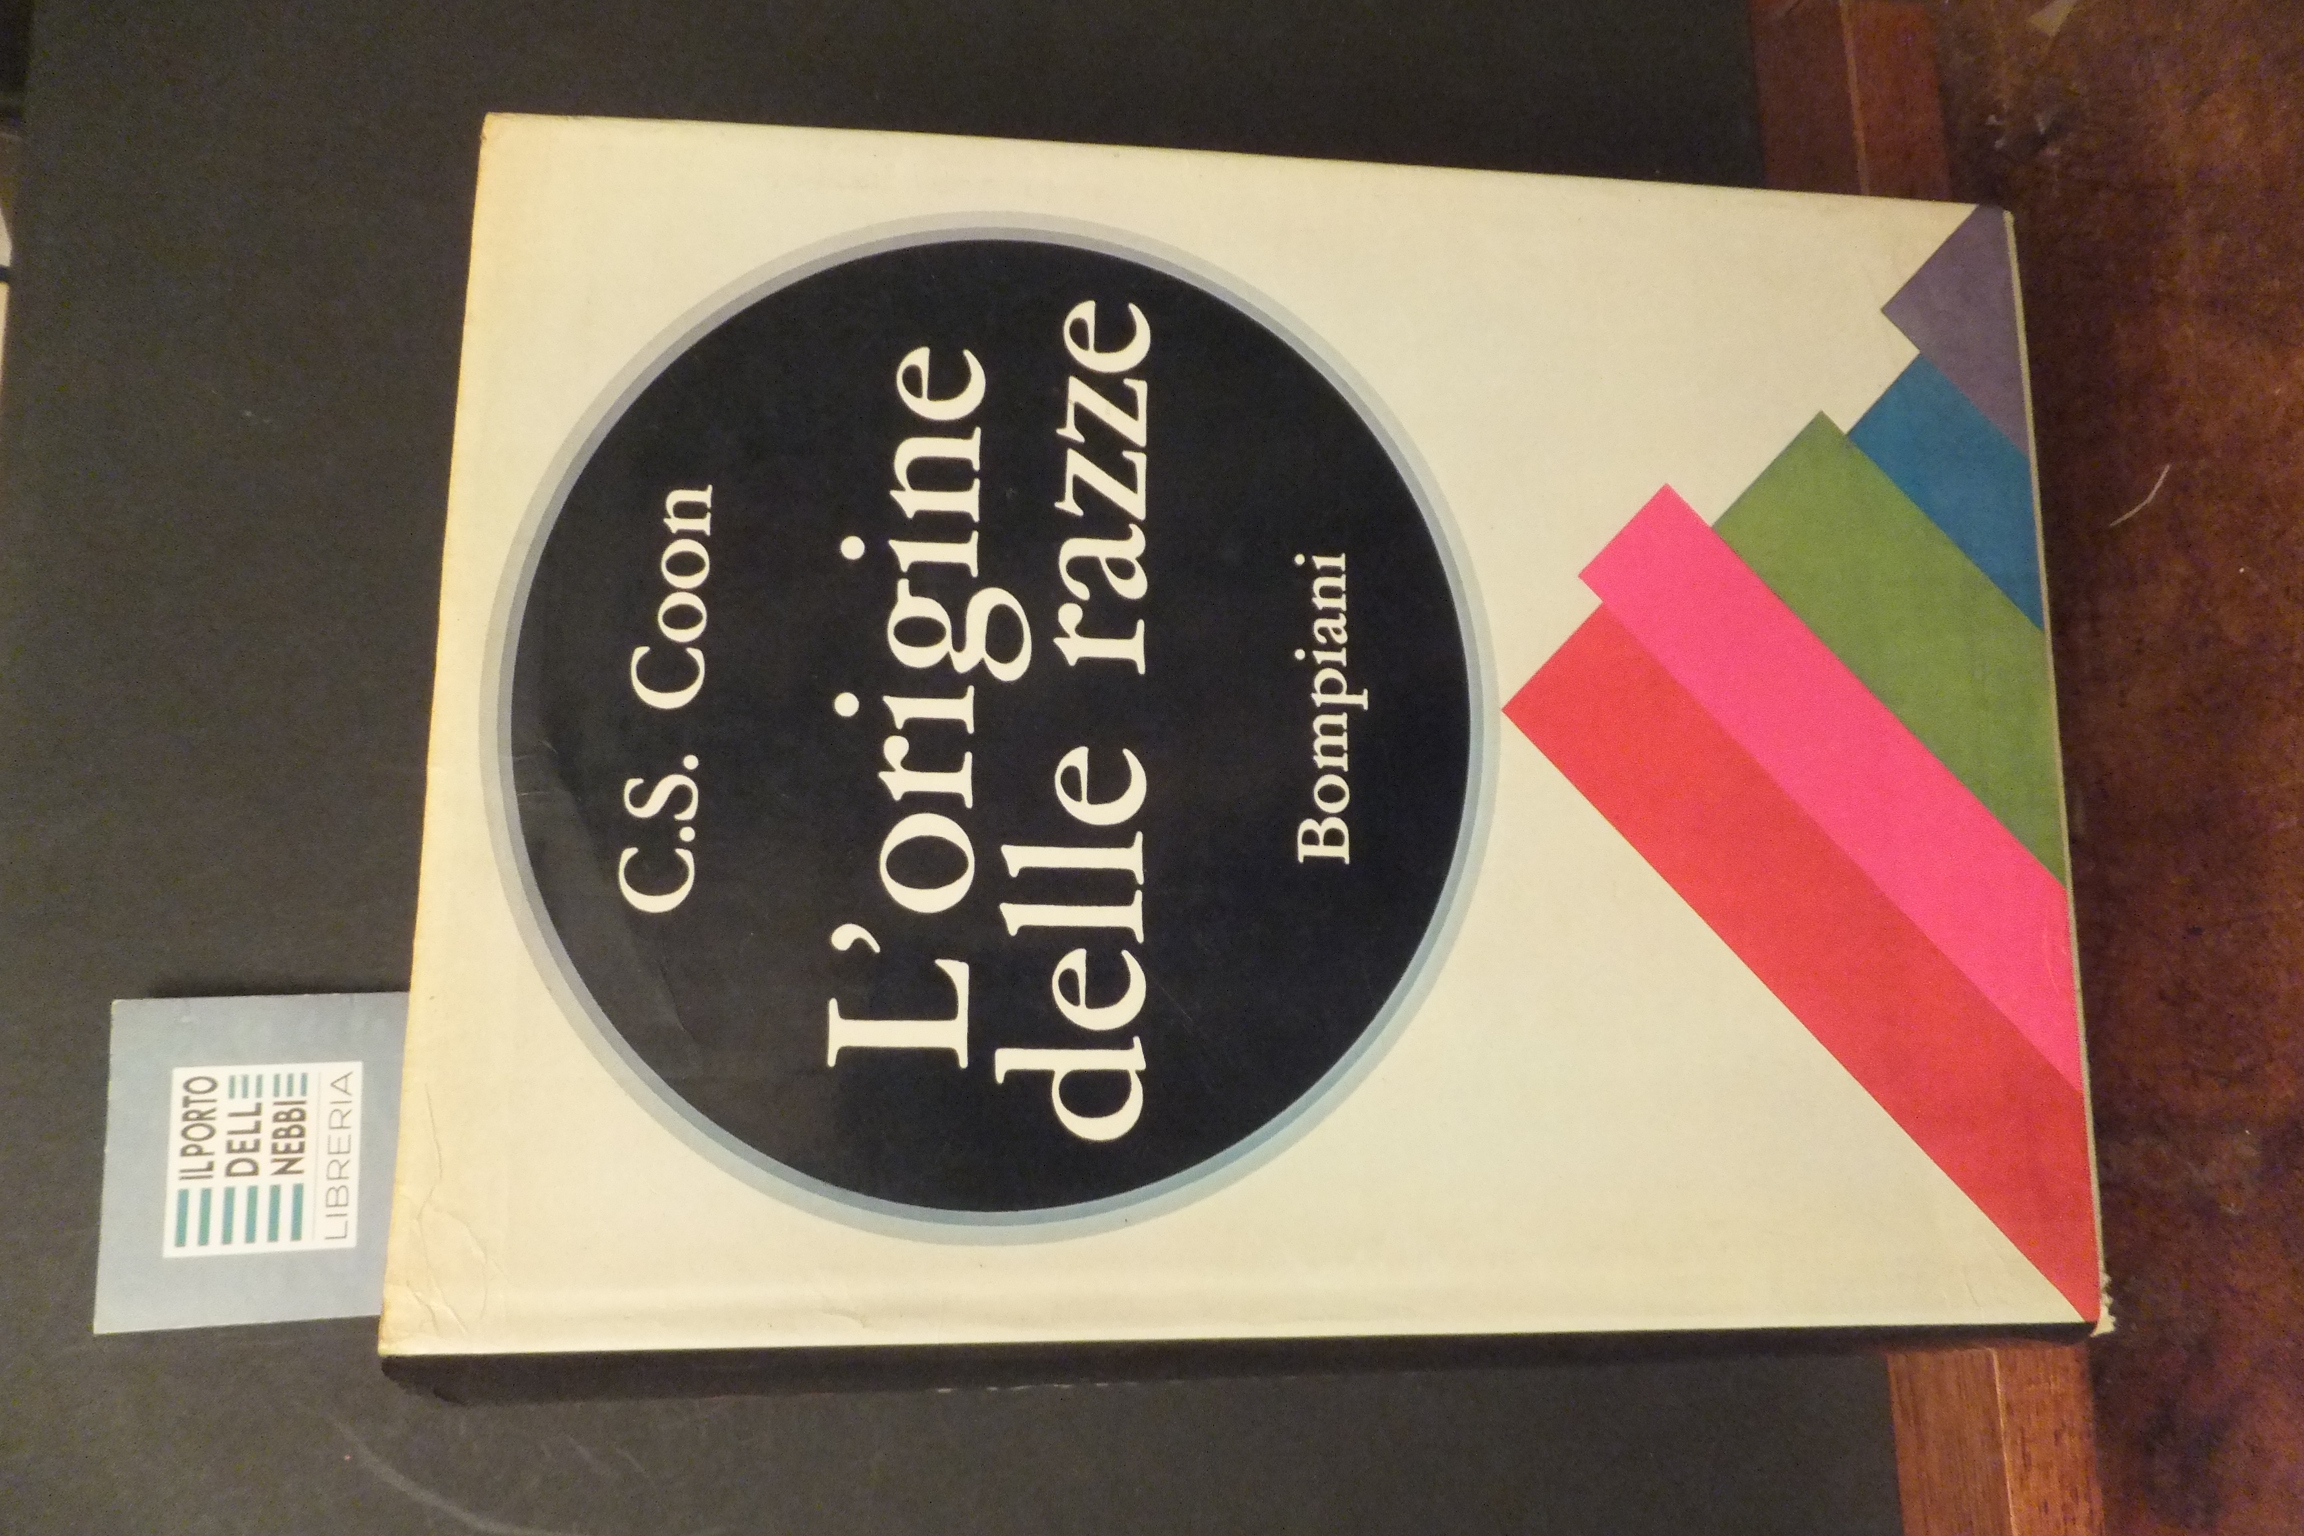 C.S. Coon
L'origine
delle razze
Bompiani
IL PORTO
DELL
NEBBI
LIBRERIA